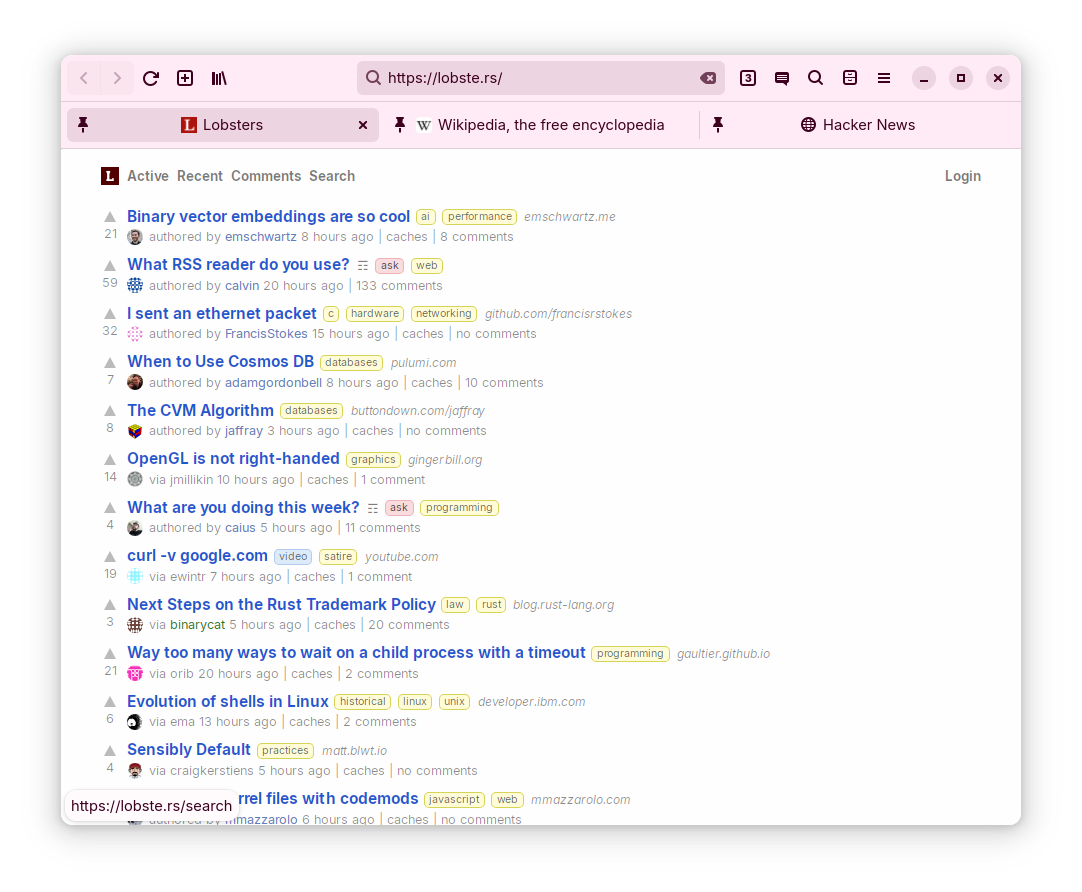 https://lobste.rs/
3
Lobsters
Wikipedia, the free encyclopedia
Hacker News
L Active Recent Comments Search Login
Binary vector embeddings are so cool ai performance emschwartz.me
21 authored by emschwartz 8 hours ago | caches | 8 comments
What RSS reader do you use? ask web
59 authored by calvin 20 hours ago | 133 comments
I sent an ethernet packet c hardware networking github.com/francisrstokes
32 authored by FrancisStokes 15 hours ago | caches | no comments
When to Use Cosmos DB databases pulumi.com
7 authored by adamgordonbell 8 hours ago | caches | 10 comments
The CVM Algorithm databases buttondown.com/jaffray
8 authored by jaffray 3 hours ago | caches | no comments
OpenGL is not right-handed graphics gingerbill.org
14 via jmillikin 10 hours ago | caches | 1 comment
What are you doing this week? ask programming
4 authored by caius 5 hours ago | 11 comments
curl -v google.com video satire youtube.com
19 via ewintr 7 hours ago | caches | 1 comment
Next Steps on the Rust Trademark Policy law rust blog.rust-lang.org
3 via binarycat 5 hours ago | caches | 20 comments
Way too many ways to wait on a child process with a timeout programming gaultier.github.io
21 via orib 20 hours ago | caches | 2 comments
Evolution of shells in Linux historical linux unix developer.ibm.com
6 via ema 13 hours ago | caches | 2 comments
Sensibly Default practices matt.blwt.io
4 via craigkerstiens 5 hours ago | caches | no comments
files with codemods javascript web mmazzarolo.com
https://lobste.rs/search
mmazzarolo 6 hours ago | caches | no comments